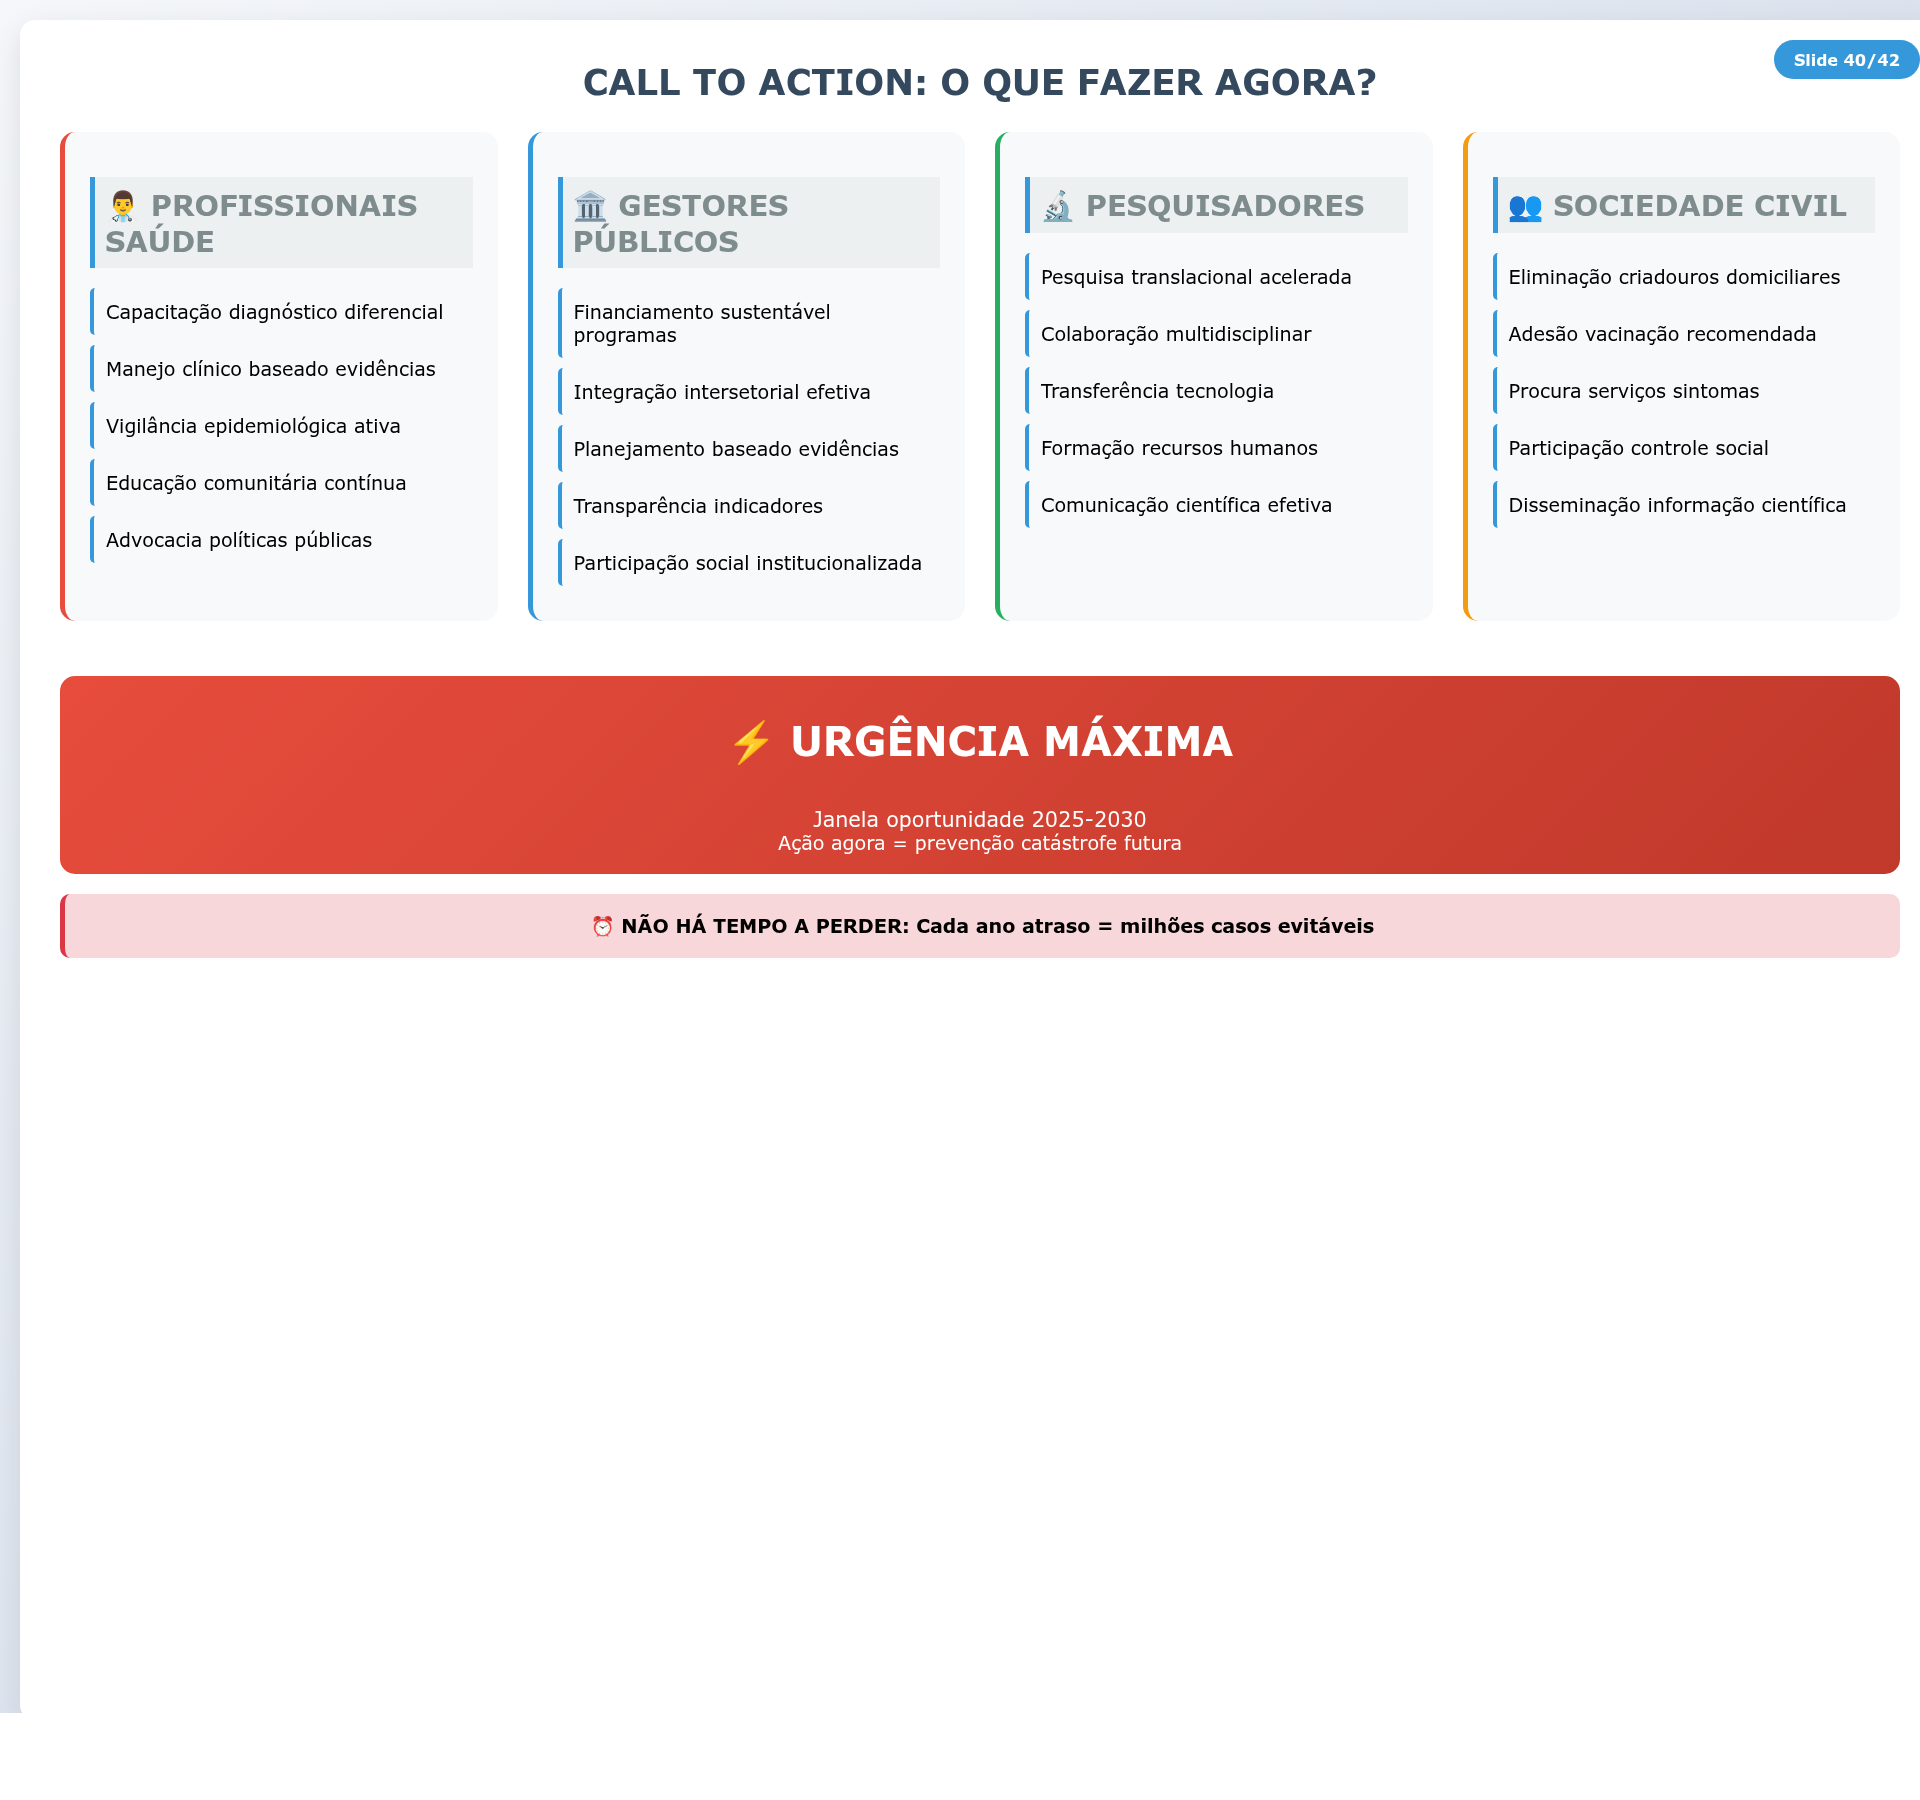 Slide 40/42
CALL TO ACTION: O QUE FAZER AGORA?
👨‍⚕️ PROFISSIONAIS
SAÚDE
Capacitação diagnóstico diferencial
Manejo clínico baseado evidências
Vigilância epidemiológica ativa
Educação comunitária contínua
Advocacia políticas públicas
🏛️ GESTORES
PÚBLICOS
Financiamento sustentável
programas
Integração intersetorial efetiva
Planejamento baseado evidências
Transparência indicadores
Participação social institucionalizada
🔬 PESQUISADORES
Pesquisa translacional acelerada
Colaboração multidisciplinar
Transferência tecnologia
Formação recursos humanos
Comunicação científica efetiva
👥 SOCIEDADE CIVIL
Eliminação criadouros domiciliares
Adesão vacinação recomendada
Procura serviços sintomas
Participação controle social
Disseminação informação científica
⚡ URGÊNCIA MÁXIMA
Janela oportunidade 2025-2030
Ação agora = prevenção catástrofe futura
⏰ NÃO HÁ TEMPO A PERDER: Cada ano atraso = milhões casos evitáveis